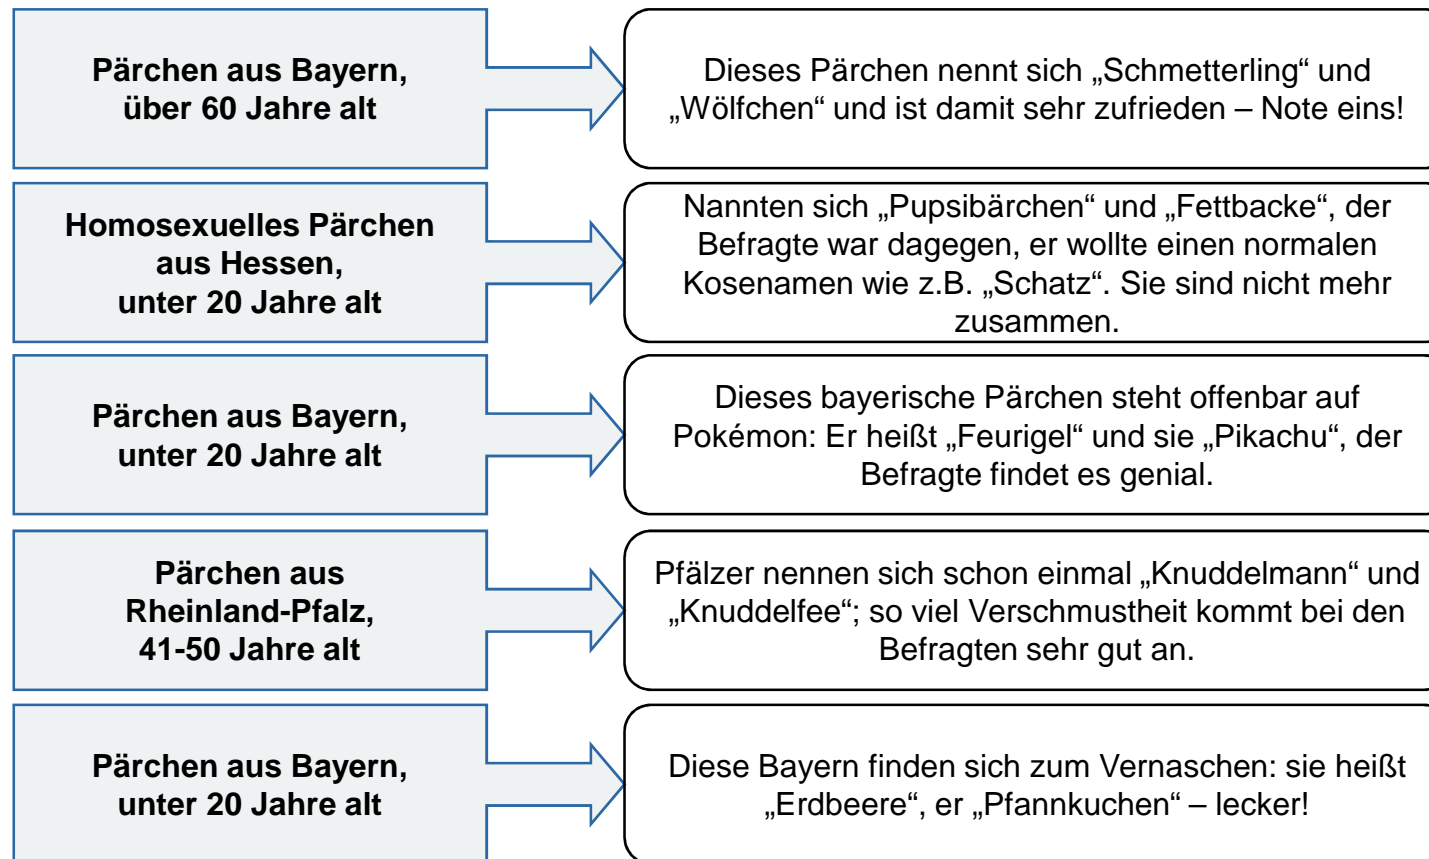 Pärchen aus Bayern,
über 60 Jahre alt
Dieses Pärchen nennt sich „Schmetterling“ und
„Wölfchen“ und ist damit sehr zufrieden – Note eins!
Homosexuelles Pärchen
aus Hessen,
unter 20 Jahre alt
Nannten sich „Pupsibärchen“ und „Fettbacke“, der
Befragte war dagegen, er wollte einen normalen
Kosenamen wie z.B. „Schatz“. Sie sind nicht mehr
zusammen.
Pärchen aus Bayern,
unter 20 Jahre alt
Dieses bayerische Pärchen steht offenbar auf
Pokémon: Er heißt „Feurigel“ und sie „Pikachu“, der
Befragte findet es genial.
Pärchen aus
Rheinland-Pfalz,
41-50 Jahre alt
Pfälzer nennen sich schon einmal „Knuddelmann“ und
„Knuddelfee“; so viel Verschmustheit kommt bei den
Befragten sehr gut an.
Pärchen aus Bayern,
unter 20 Jahre alt
Diese Bayern finden sich zum Vernaschen: sie heißt
„Erdbeere“, er „Pfannkuchen“ – lecker!